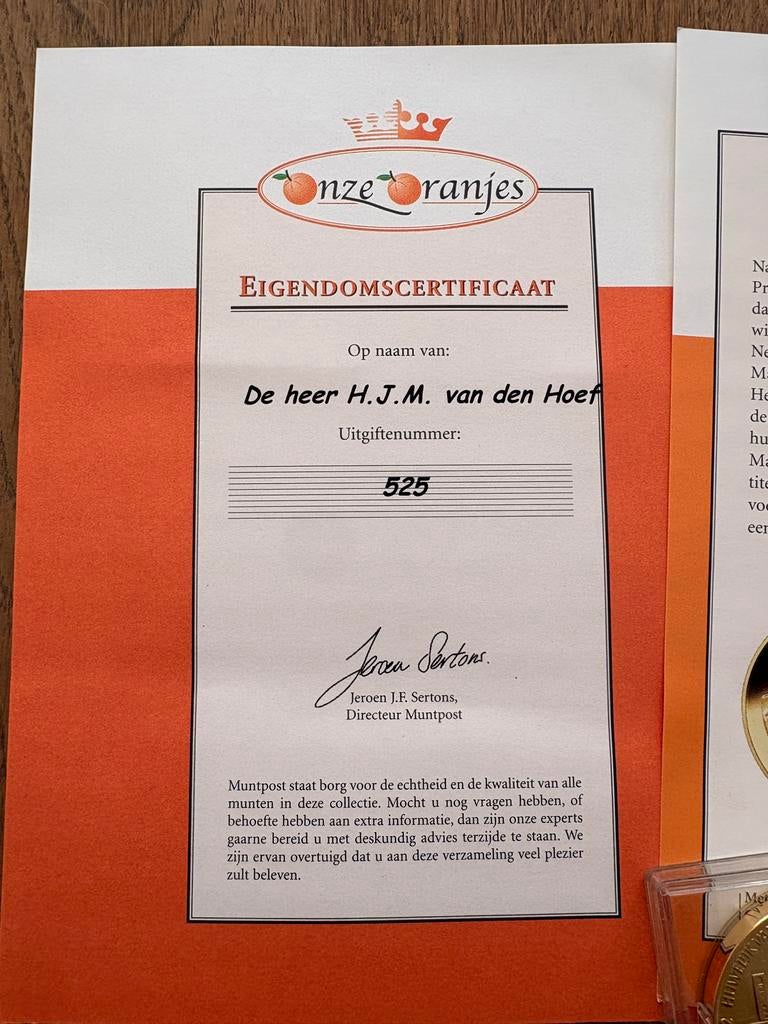 Onze Oranjes
EIGENDOMSCERTIFICAAT
Op naam van:
De heer H.J.M. van den Hoef
Uitgiftenummer:
525
Jeroen Sertons.
Jeroen J.F. Sertons,
Directeur Muntpost
Muntpost staat borg voor de echtheid en de kwaliteit van alle
munten in deze collectie. Mocht u nog vragen hebben, of
behoefte hebben aan extra informatie, dan zijn onze experts
gaarne bereid u met deskundig advies terzijde te staan. We
zijn ervan overtuigd dat u aan deze verzameling veel plezier
zult beleven.